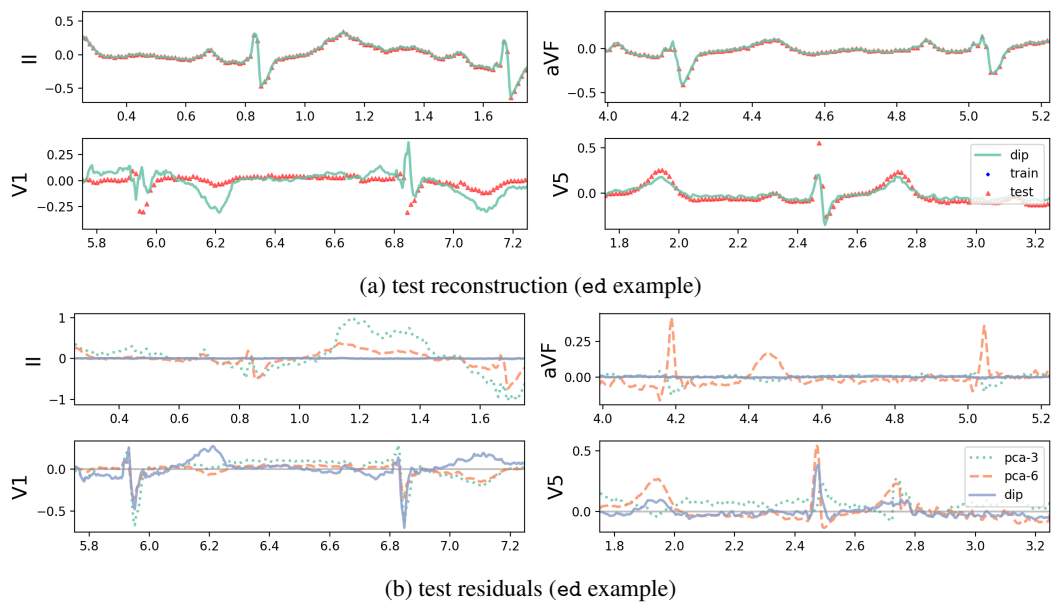 0.5
0.0
−0.5
II
0.4 0.6 0.8 1.0 1.2 1.4 1.6
0.0
−0.5
aVF
4.0 4.2 4.4 4.6 4.8 5.0 5.2
0.25
0.00
−0.25
V1
5.8 6.0 6.2 6.4 6.6 6.8 7.0 7.2
0.5
0.0
V5
dip
train
test
1.8 2.0 2.2 2.4 2.6 2.8 3.0 3.2
(a) test reconstruction (ed example)
1
0
−1
II
0.4 0.6 0.8 1.0 1.2 1.4 1.6
0.25
0.00
aVF
4.0 4.2 4.4 4.6 4.8 5.0 5.2
0.0
−0.5
V1
5.8 6.0 6.2 6.4 6.6 6.8 7.0 7.2
0.5
0.0
V5
pca-3
pca-6
dip
1.8 2.0 2.2 2.4 2.6 2.8 3.0 3.2
(b) test residuals (ed example)